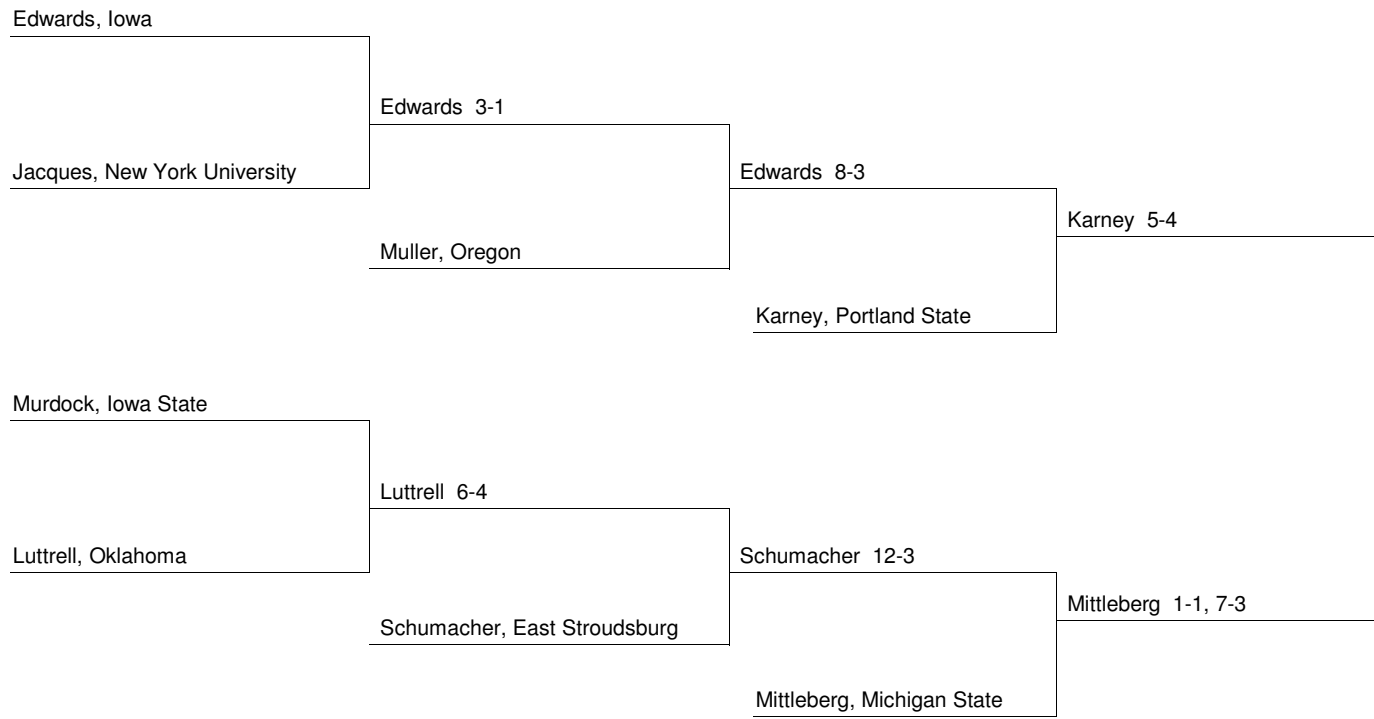 Edwards, Iowa
Edwards 3-1
Jacques, New York University
Edwards 8-3
Karney 5-4
Muller, Oregon
Karney, Portland State
Murdock, Iowa State
Luttrell 6-4
Luttrell, Oklahoma
Schumacher 12-3
Mittleberg 1-1, 7-3
Schumacher, East Stroudsburg
Mittleberg, Michigan State